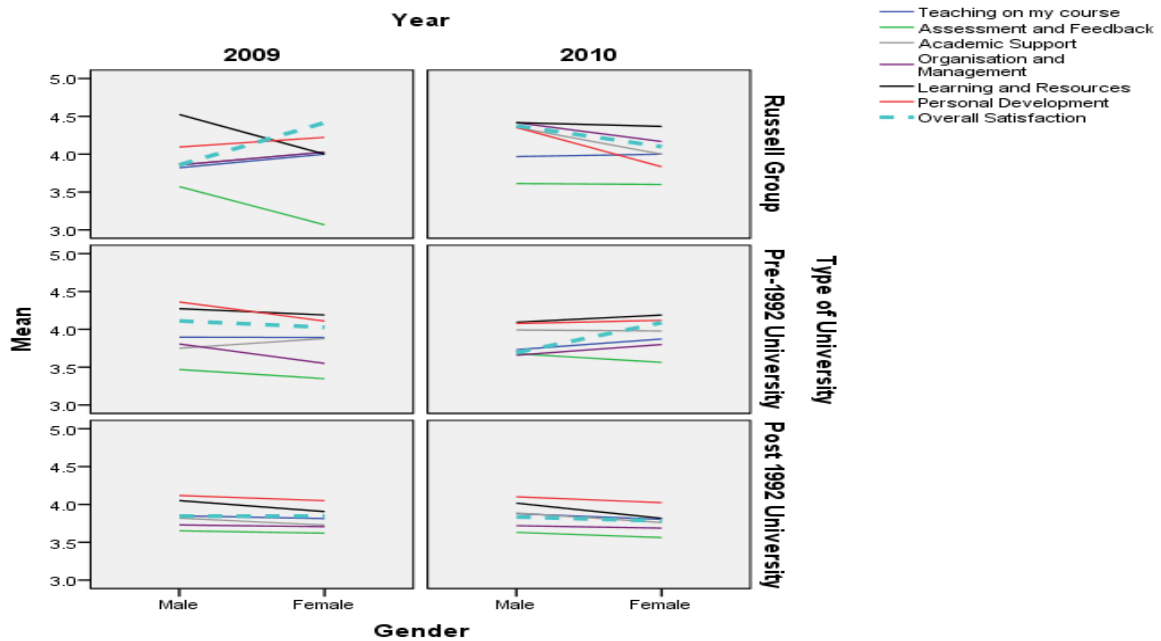 Year
2009 2010
Teaching on my course
Assessment and Feedback
Academic Support
Organisation and
Management
Learning and Resources
Personal Development
Overall Satisfaction
Mean
5.0
4.5
4.0
3.5
3.0
Russell Group
5.0
4.5
4.0
3.5
3.0
Pre-1992 University
Type of University
5.0
4.5
4.0
3.5
3.0
Post 1992 University
Male Female Male Female
Gender